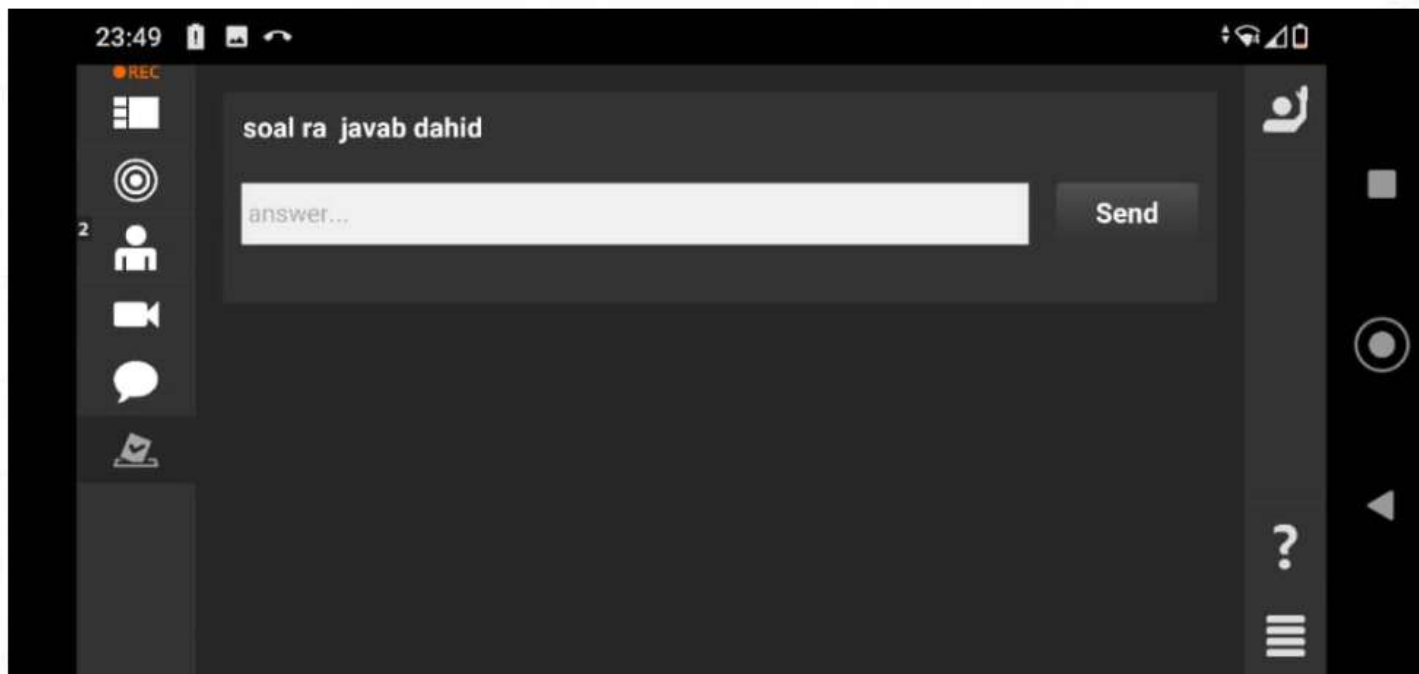 23:49
REC
soal ra javab dahid
answer...
Send
2
?